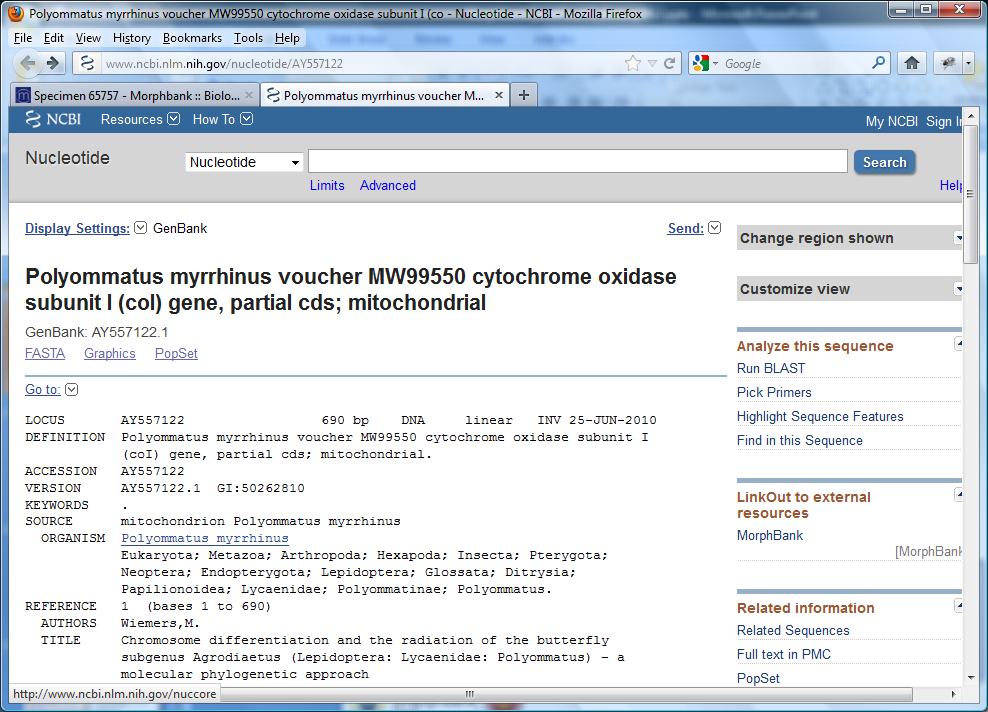 Polyommatus myrrhinus voucher MW99550 cytochrome oxidase subunit I (co - Nucleotide - NCBI - Mozilla Firefox
File Edit View History Bookmarks Tools Help
www.ncbi.nlm.nih.gov/nucleotide/AY557122
Google
Specimen 65757 - Morphbank :: Biolo...
Polyommatus myrrhinus voucher M...
NCBI Resources How To
My NCBI Sign In
Nucleotide
Nucleotide
Search
Limits Advanced
Help
Display Settings: GenBank
Send:
Change region shown
Customize view
Polyommatus myrrhinus voucher MW99550 cytochrome oxidase
subunit I (coI) gene, partial cds; mitochondrial
GenBank: AY557122.1
FASTA Graphics PopSet
Go to:
LOCUS AY557122 690 bp DNA linear INV 25-JUN-2010
DEFINITION Polyommatus myrrhinus voucher MW99550 cytochrome oxidase subunit I
(coI) gene, partial cds; mitochondrial.
ACCESSION AY557122
VERSION AY557122.1 GI:50262810
KEYWORDS .
SOURCE mitochondrion Polyommatus myrrhinus
ORGANISM Polyommatus myrrhinus
Eukaryota; Metazoa; Arthropoda; Hexapoda; Insecta; Pterygota;
Neoptera; Endopterygota; Lepidoptera; Glossata; Ditrysia;
Papilionoidea; Lycaenidae; Polyommatinae; Polyommatus.
REFERENCE 1 (bases 1 to 690)
AUTHORS Wiemers,M.
TITLE Chromosome differentiation and the radiation of the butterfly
subgenus Agrodiaetus (Lepidoptera: Lycaenidae: Polyommatus) - a
molecular phylogenetic approach
Analyze this sequence
Run BLAST
Pick Primers
Highlight Sequence Features
Find in this Sequence
LinkOut to external
resources
MorphBank
[MorphBank
Related information
Related Sequences
Full text in PMC
PopSet
http://www.ncbi.nlm.nih.gov/nuccore